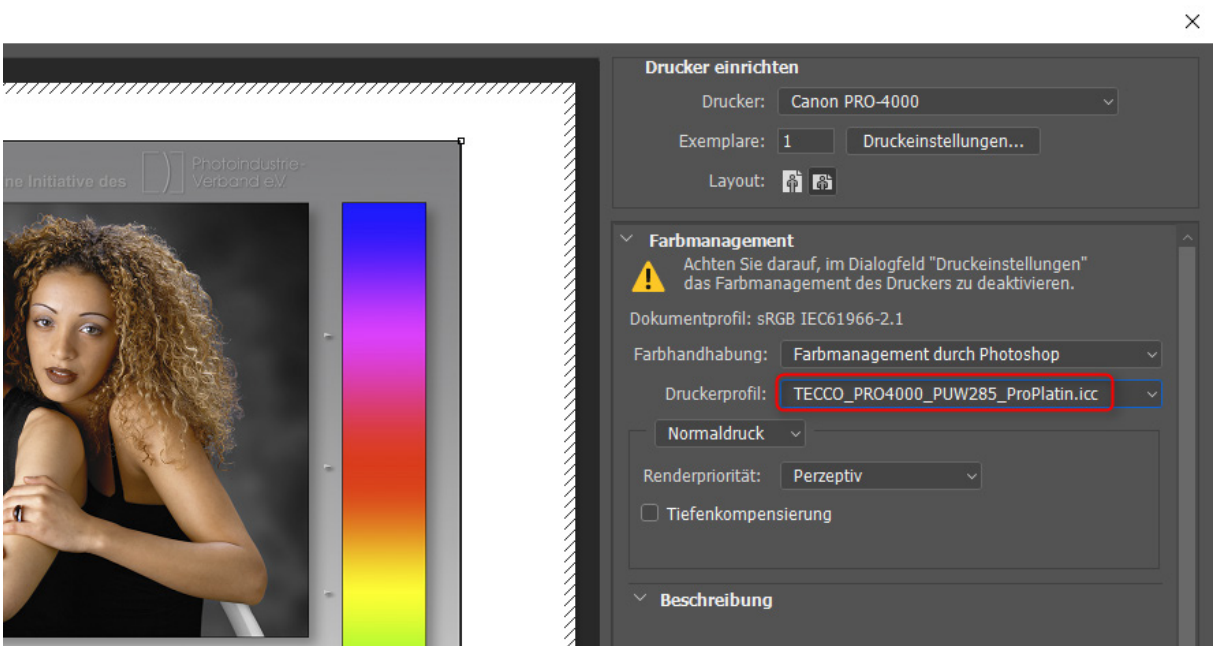 Drucker einrichten
Drucker: Canon PRO-4000
Exemplare: 1 Druckeinstellungen...
Layout:
Photoindustrie-
ne Initiative des Verband e.V.
Farbmanagement
Achten Sie darauf, im Dialogfeld "Druckeinstellungen"
das Farbmanagement des Druckers zu deaktivieren.
Dokumentprofil: sRGB IEC61966-2.1
Farbhandhabung: Farbmanagement durch Photoshop
Druckerprofil: TECCO_PRO4000_PUW285_ProPlatin.icc
Normaldruck
Renderpriorität: Perzeptiv
Tiefenkompensierung
Beschreibung